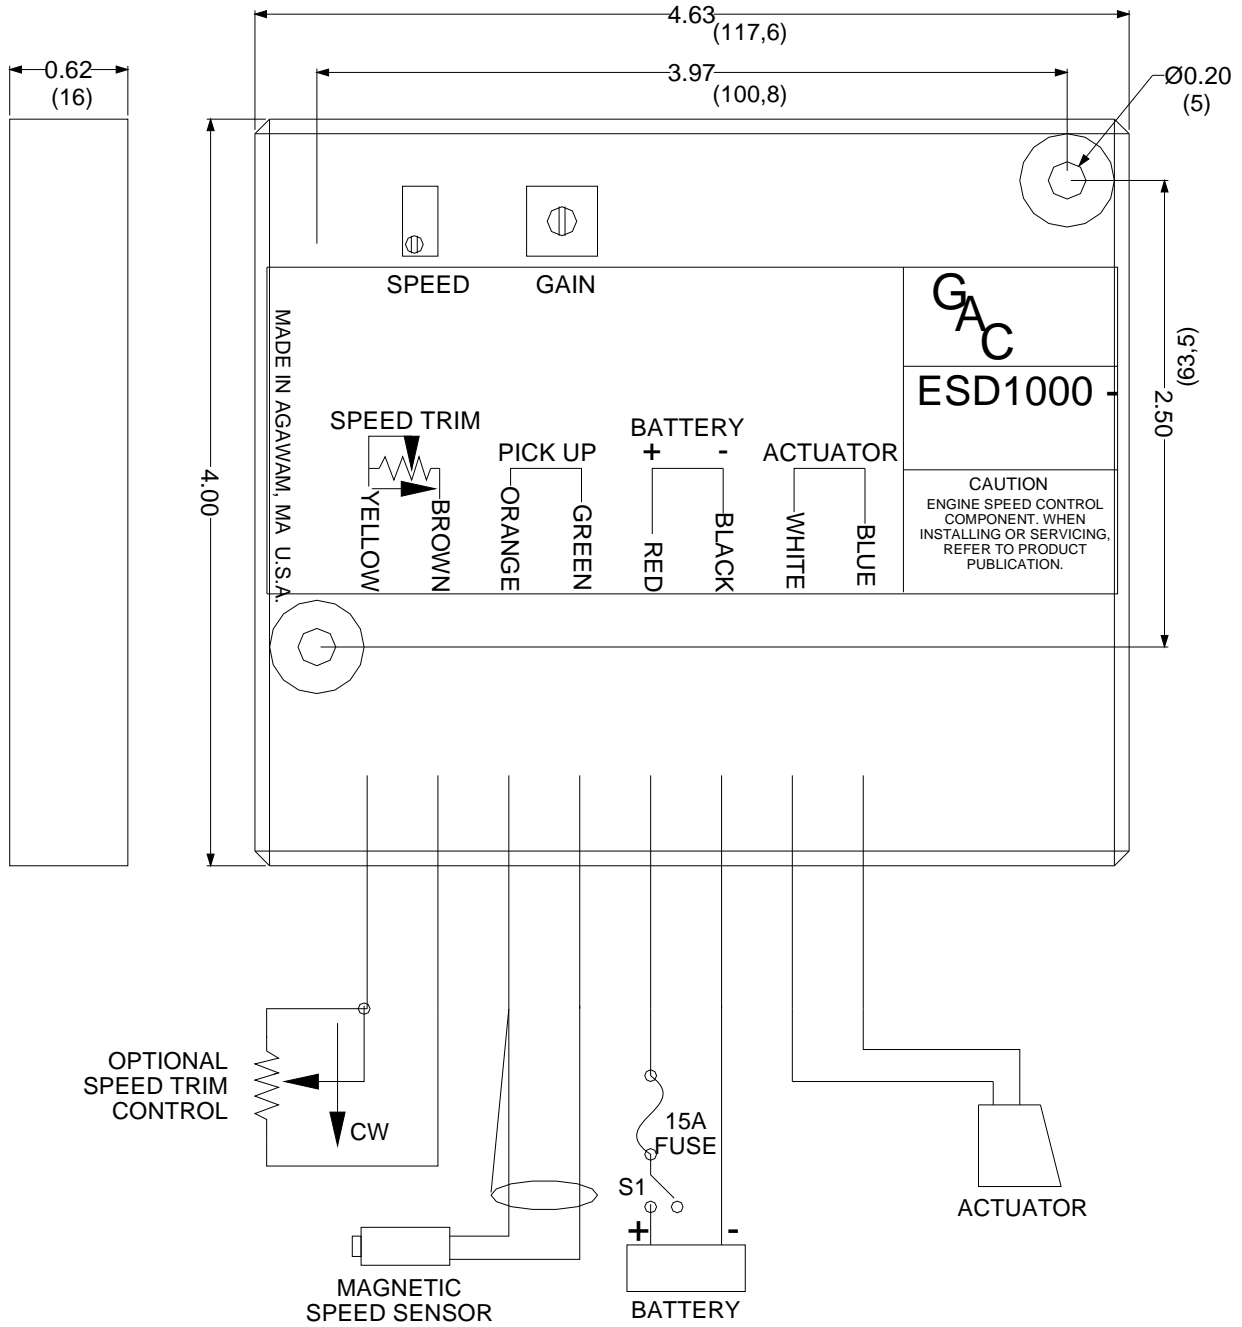 4.63
(117,6)
0.62
(16)
3.97
(100,8)
Ø0.20
(5)
SPEED
GAIN
GAC
ESD1000 -
MADE IN AGAWAM, MA U.S.A.
SPEED TRIM
PICK UP
BATTERY
+ -
ACTUATOR
YELLOW
BROWN
ORANGE
GREEN
RED
BLACK
WHITE
BLUE
CAUTION
ENGINE SPEED CONTROL
COMPONENT. WHEN
INSTALLING OR SERVICING,
REFER TO PRODUCT
PUBLICATION.
2.50
(63,5)
4.00
OPTIONAL
SPEED TRIM
CONTROL
CW
15A
FUSE
S1
+ -
BATTERY
MAGNETIC
SPEED SENSOR
ACTUATOR